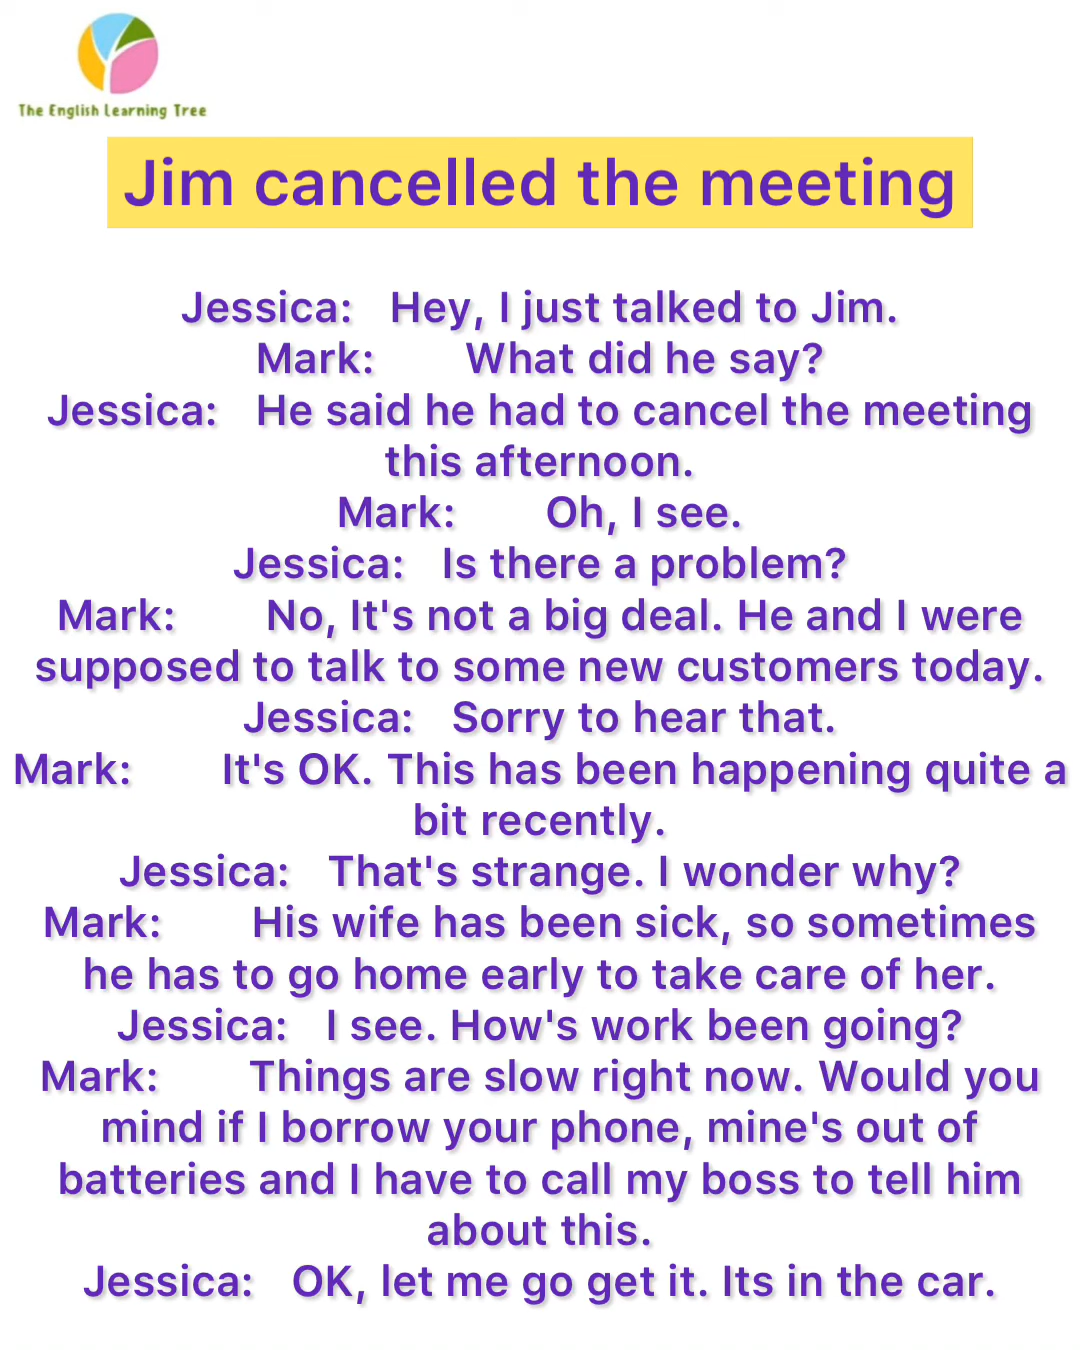 The English Learning Tree
Jim cancelled the meeting
Jessica: Hey, I just talked to Jim.
Mark: What did he say?
Jessica: He said he had to cancel the meeting
this afternoon.
Mark: Oh, I see.
Jessica: Is there a problem?
Mark: No, It's not a big deal. He and I were
supposed to talk to some new customers today.
Jessica: Sorry to hear that.
Mark: It's OK. This has been happening quite a
bit recently.
Jessica: That's strange. I wonder why?
Mark: His wife has been sick, so sometimes
he has to go home early to take care of her.
Jessica: I see. How's work been going?
Mark: Things are slow right now. Would you
mind if I borrow your phone, mine's out of
batteries and I have to call my boss to tell him
about this.
Jessica: OK, let me go get it. Its in the car.